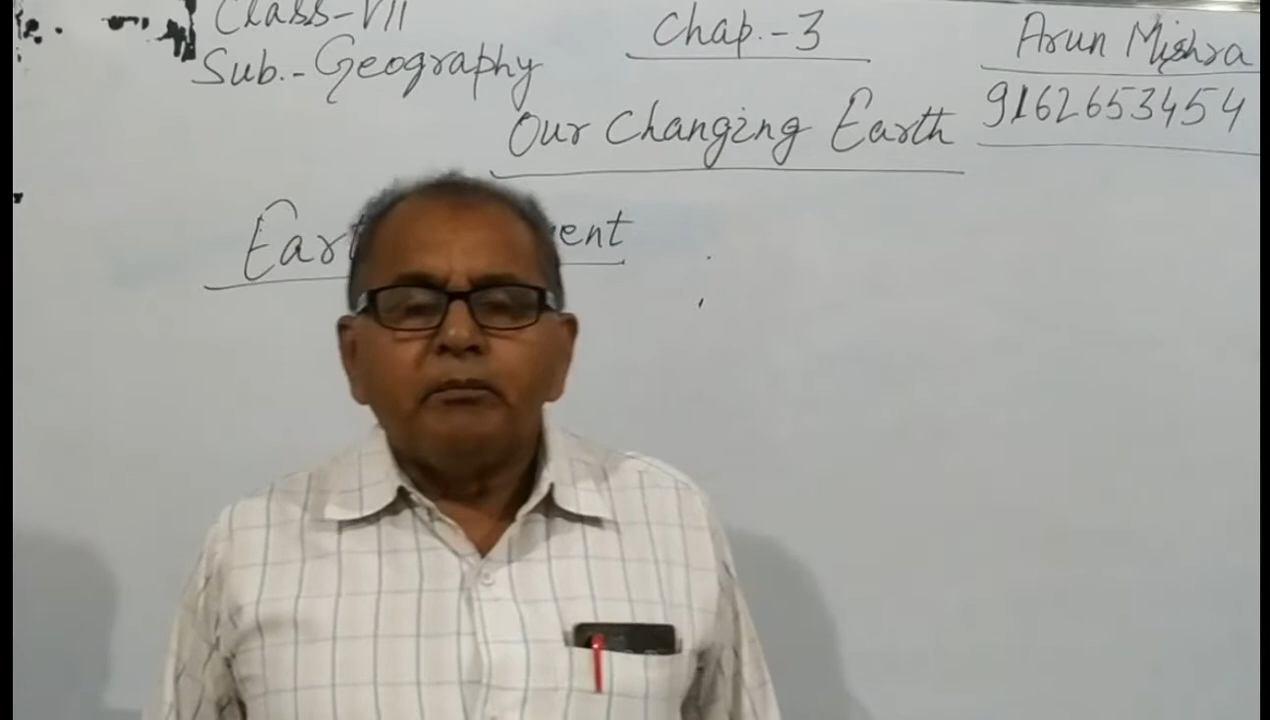 Class-VII
Sub.-Geography
Chap.-3
Arun Mishra
9162653454
Our Changing Earth